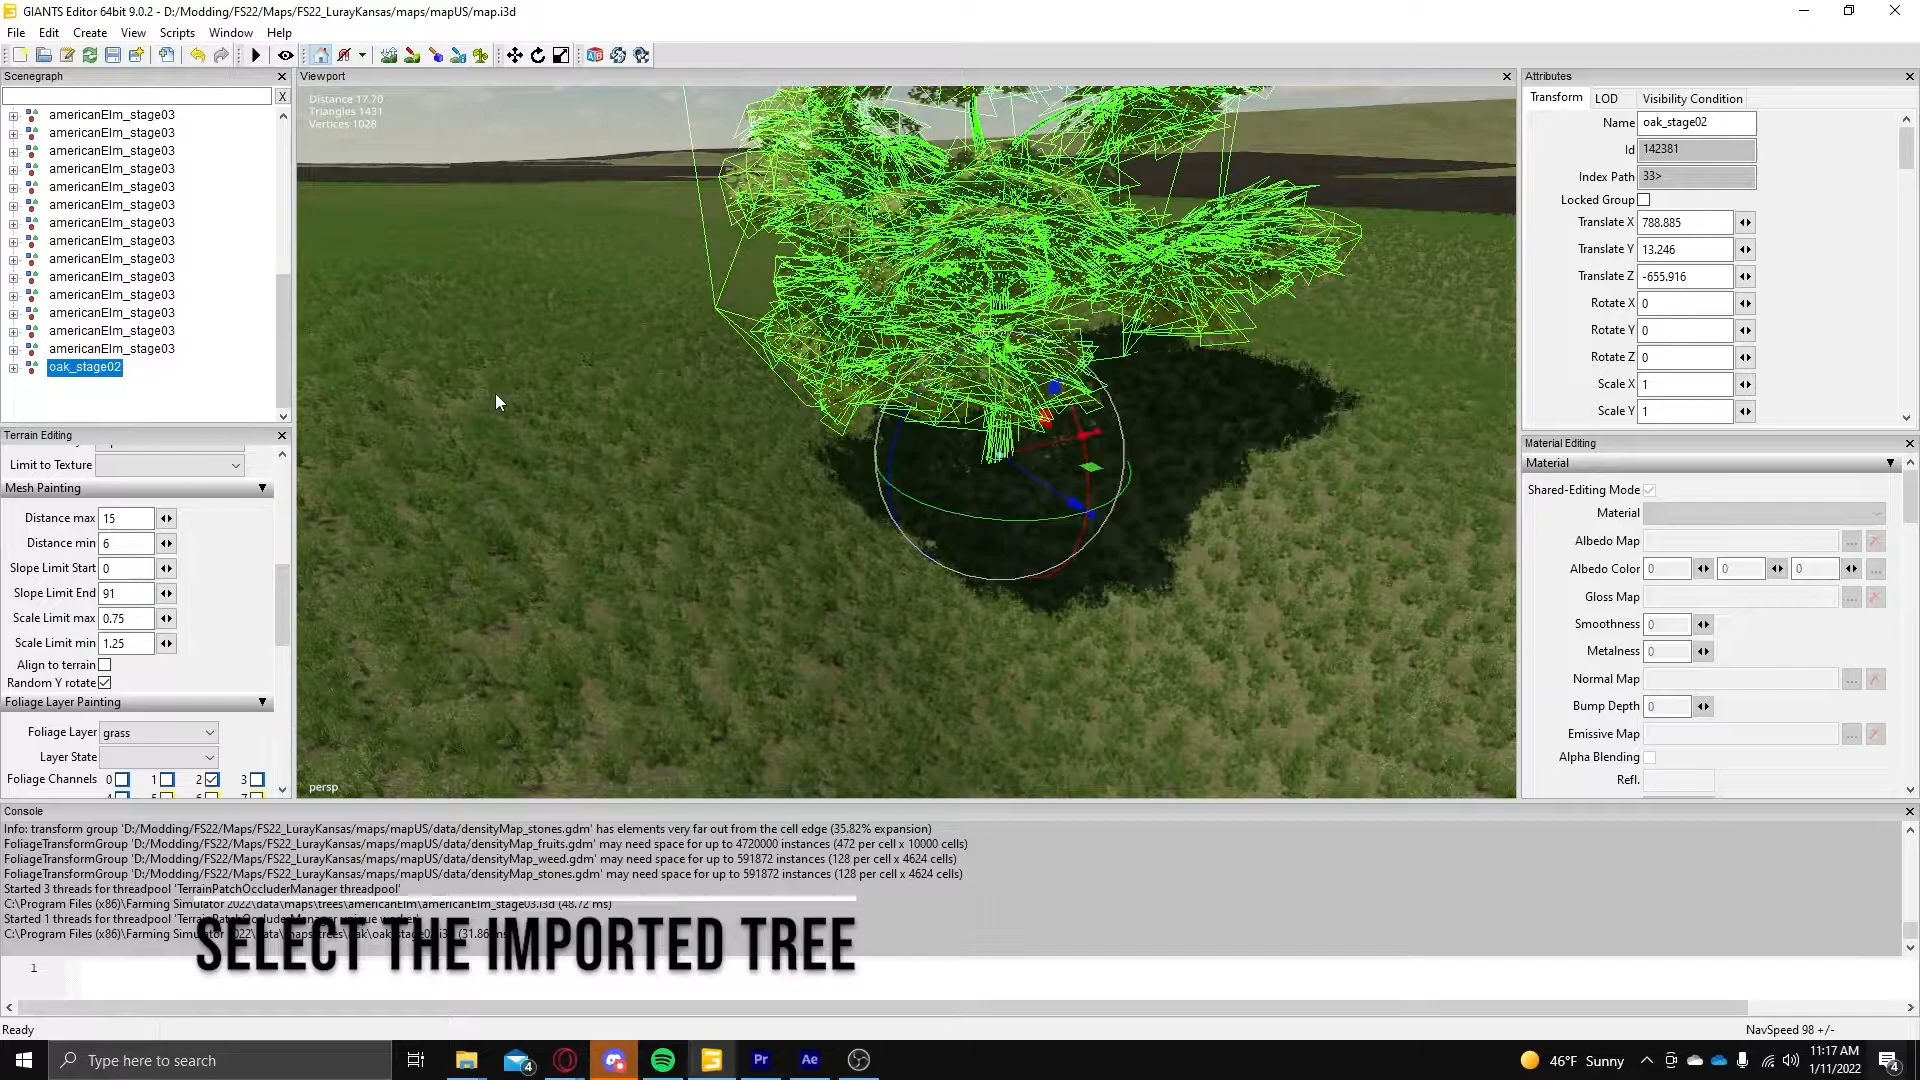 GIANTS Editor 64bit 9.0.2 - D:/Modding/FS22/Maps/FS22_LurayKansas/maps/mapUS/map.i3d
File Edit Create View Scripts Window Help
Scenegraph
X
americanElm_stage03
americanElm_stage03
americanElm_stage03
americanElm_stage03
americanElm_stage03
americanElm_stage03
americanElm_stage03
americanElm_stage03
americanElm_stage03
americanElm_stage03
americanElm_stage03
americanElm_stage03
americanElm_stage03
americanElm_stage03
oak_stage02
Terrain Editing
Limit to Texture
Mesh Painting
Distance max 15
Distance min 6
Slope Limit Start 0
Slope Limit End 91
Scale Limit max 0.75
Scale Limit min 1.25
Align to terrain
Random Y rotate
Foliage Layer Painting
Foliage Layer grass
Layer State
Foliage Channels 0 1 2 3
Viewport
Distance 17.70
Triangles 1431
Vertices 1028
persp
Attributes
Transform LOD Visibility Condition
Name oak_stage02
Id 142381
Index Path 33>
Locked Group
Translate X 788.885
Translate Y 13.246
Translate Z -655.916
Rotate X 0
Rotate Y 0
Rotate Z 0
Scale X 1
Scale Y 1
Material Editing
Material
Shared-Editing Mode
Material
Albedo Map ...
Albedo Color 0 0 0 ...
Gloss Map ...
Smoothness 0
Metalness 0
Normal Map ...
Bump Depth 0
Emissive Map ...
Alpha Blending
Refl.
Console
Info: transform group 'D:/Modding/FS22/Maps/FS22_LurayKansas/maps/mapUS/data/densityMap_stones.gdm' has elements very far out from the cell edge (35.82% expansion)
FoliageTransformGroup 'D:/Modding/FS22/Maps/FS22_LurayKansas/maps/mapUS/data/densityMap_fruits.gdm' may need space for up to 4720000 instances (472 per cell x 10000 cells)
FoliageTransformGroup 'D:/Modding/FS22/Maps/FS22_LurayKansas/maps/mapUS/data/densityMap_weed.gdm' may need space for up to 591872 instances (128 per cell x 4624 cells)
FoliageTransformGroup 'D:/Modding/FS22/Maps/FS22_LurayKansas/maps/mapUS/data/densityMap_stones.gdm' may need space for up to 591872 instances (128 per cell x 4624 cells)
Started 3 threads for threadpool 'TerrainPatchOccluderManager threadpool'
C:\Program Files (x86)\Farming Simulator 2022\data\maps\trees\americanElm\americanElm_stage03.i3d (48.72 ms)
Started 1 threads for threadpool
C:\Program Files (x86)\Farming Simulator
SELECT THE IMPORTED TREE
1
Ready
NavSpeed 98 +/-
Type here to search
4
Pr
Ae
46°F Sunny
11:17 AM
1/11/2022
4